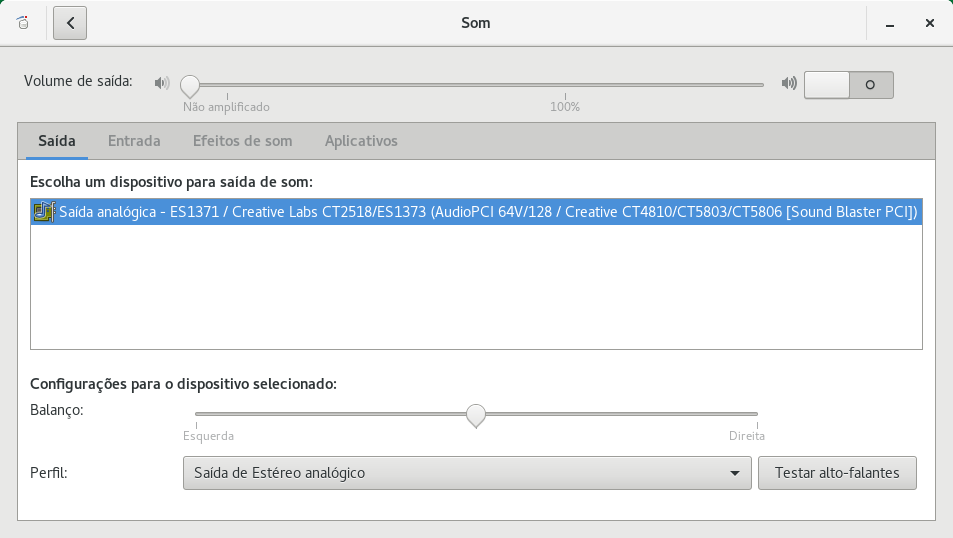 Som
Volume de saída:
Não amplificado 100%
Saída Entrada Efeitos de som Aplicativos
Escolha um dispositivo para saída de som:
Saída analógica - ES1371 / Creative Labs CT2518/ES1373 (AudioPCI 64V/128 / Creative CT4810/CT5803/CT5806 [Sound Blaster PCI])
Configurações para o dispositivo selecionado:
Balanço:
Esquerda Direita
Perfil: Saída de Estéreo analógico Testar alto-falantes